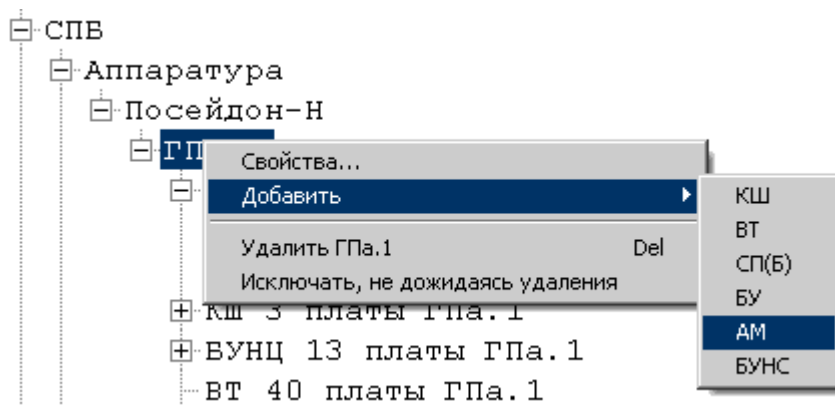 СПВ
Аппаратура
Посейдон-Н
Свойства...
Добавить
КШ
ВТ
СП(Б)
БУ
АМ
БУНС
Удалить ГПа.1 Del
Исключать, не дожидаясь удаления
КШ 3 платы ГПа.1
БУНЦ 13 платы ГПа.1
ВТ 40 платы ГПа.1